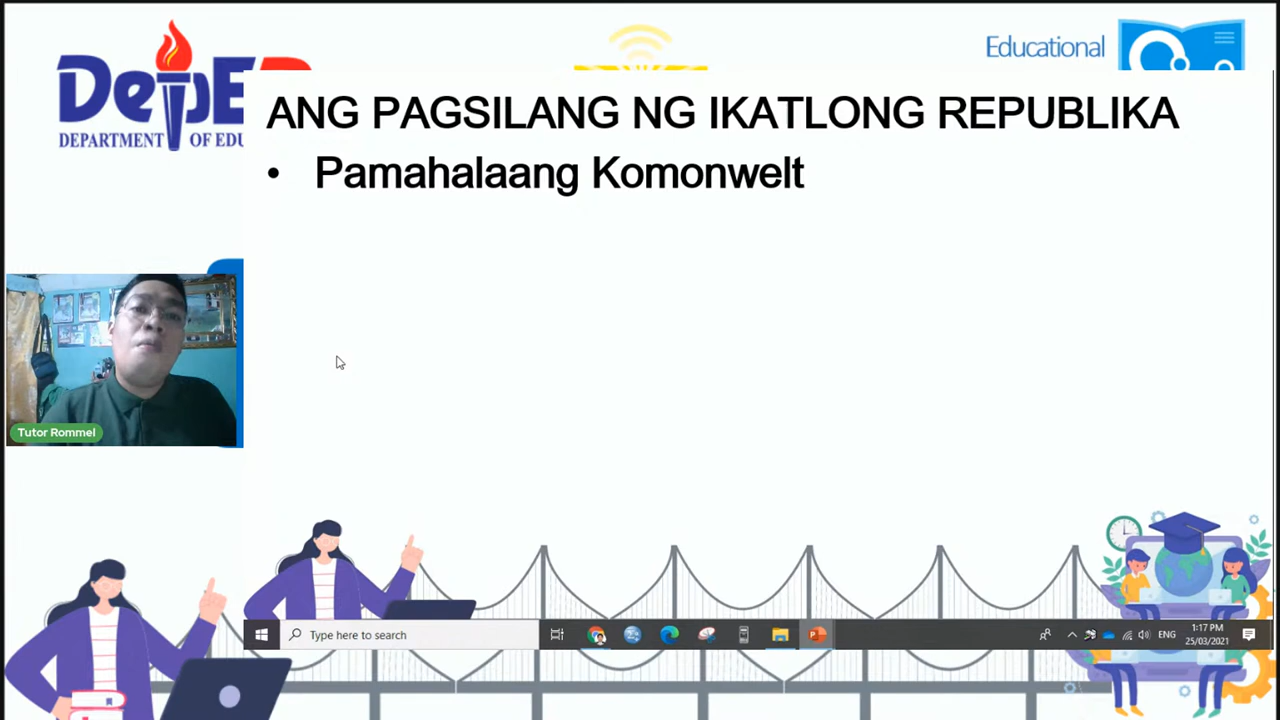 DepE
DEPARTMENT OF EDU
Educational
ANG PAGSILANG NG IKATLONG REPUBLIKA
• Pamahalaang Komonwelt
Tutor Rommel
Type here to search
ENG
1:17 PM
25/03/2021